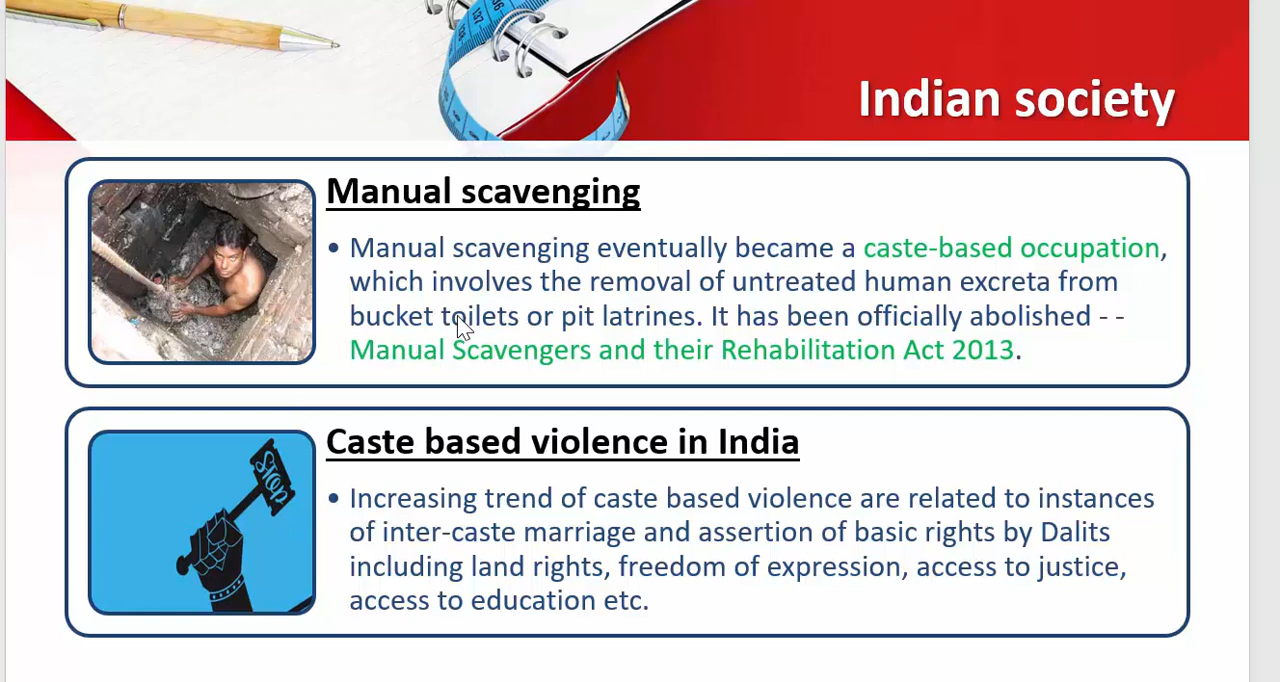 Indian society
Manual scavenging
• Manual scavenging eventually became a caste-based occupation,
which involves the removal of untreated human excreta from
bucket toilets or pit latrines. It has been officially abolished - -
Manual Scavengers and their Rehabilitation Act 2013.
Caste based violence in India
• Increasing trend of caste based violence are related to instances
of inter-caste marriage and assertion of basic rights by Dalits
including land rights, freedom of expression, access to justice,
access to education etc.